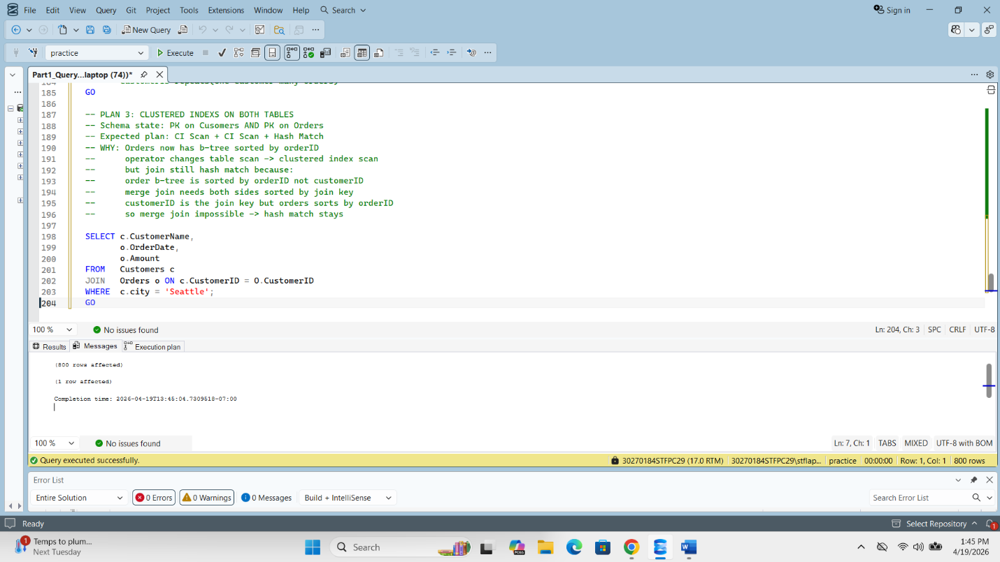 File Edit View Query Git Project Tools Extensions Window Help Search Sign in
New Query
practice Execute
Part1_Query...laptop (74))*
185 GO
186
187 -- PLAN 3: CLUSTERED INDEXS ON BOTH TABLES
188 -- Schema state: PK on Cusomers AND PK on Orders
189 -- Expected plan: CI Scan + CI Scan + Hash Match
190 -- WHY: Orders now has b-tree sorted by orderID
191 -- operator changes table scan -> clustered index scan
192 -- but join still hash match because:
193 -- order b-tree is sorted by orderID not customerID
194 -- merge join needs both sides sorted by join key
195 -- customerID is the join key but orders sorts by orderID
196 -- so merge join impossible -> hash match stays
197
198 SELECT c.CustomerName,
199 o.OrderDate,
200 o.Amount
201 FROM Customers c
202 JOIN Orders o ON c.CustomerID = O.CustomerID
203 WHERE c.city = 'Seattle';
204 GO
100 % No issues found Ln: 204, Ch: 3 SPC CRLF UTF-8
Results Messages Execution plan
(800 rows affected)
(1 row affected)
Completion time: 2026-04-19T13:45:04.7309518-07:00
100 % No issues found Ln: 7, Ch: 1 TABS MIXED UTF-8 with BOM
Query executed successfully. 30270184STFPC29 (17.0 RTM) 30270184STFPC29\stflap... practice 00:00:00 Row: 1, Col: 1 800 rows
Error List
Entire Solution 0 Errors 0 Warnings 0 Messages Build + IntelliSense Search Error List
Ready Select Repository 1
1 Temps to plum... Search 1:45 PM
Next Tuesday 4/19/2026